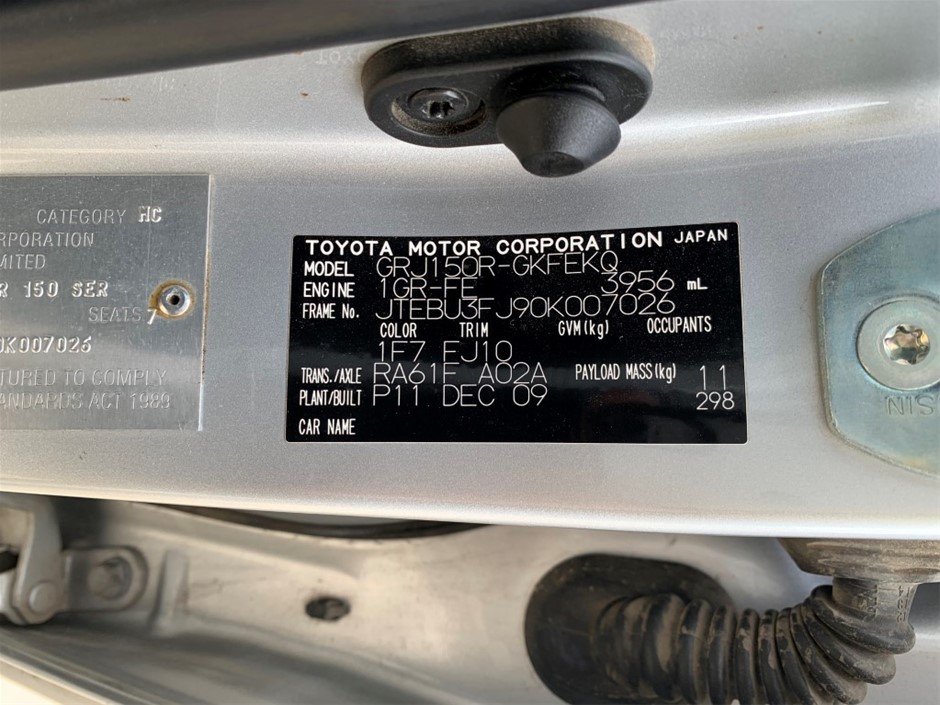 CATEGORY MC
RPORATION
MITED
R 150 SER
SEATS 7
0K007026
TURED TO COMPLY
ANDARDS ACT 1989
TOYOTA MOTOR CORPORATION JAPAN
MODEL GRJ150R-GKFEKQ
ENGINE 1GR-FE 3956 mL
FRAME No. JTEBU3FJ90K007026
COLOR TRIM GVM(kg) OCCUPANTS
1F7 EJ10
TRANS./AXLE RA61F A02A PAYLOAD MASS(kg) 11
PLANT/BUILT P11 DEC 09 298
CAR NAME
NIS